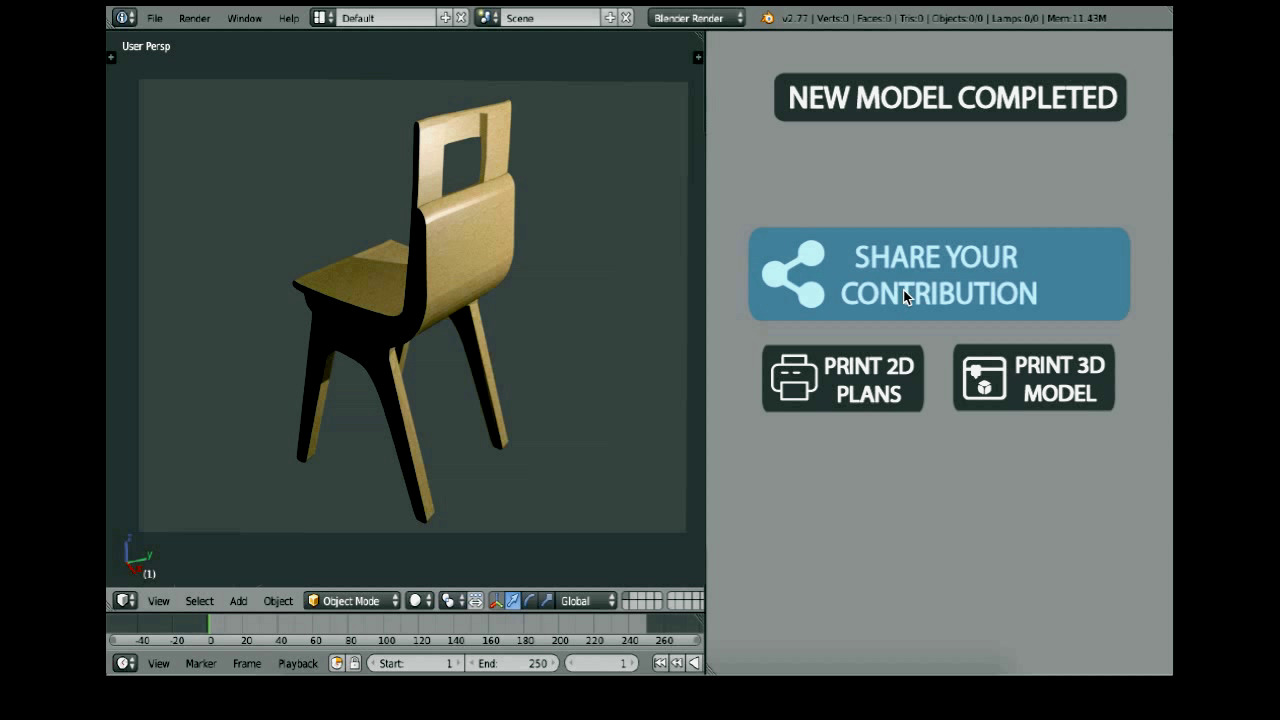 File Render Window Help Default Scene Blender Render v2.77 | Verts:0 | Faces:0 | Tris:0 | Objects:0/0 | Lamps:0/0 | Mem:11.43M
User Persp
NEW MODEL COMPLETED
SHARE YOUR
CONTRIBUTION
PRINT 2D
PLANS
PRINT 3D
MODEL
z
y
x
(1)
View Select Add Object Object Mode Global
-40 -20 0 20 40 60 80 100 120 140 160 180 200 220 240 260
View Marker Frame Playback Start: 1 End: 250 1